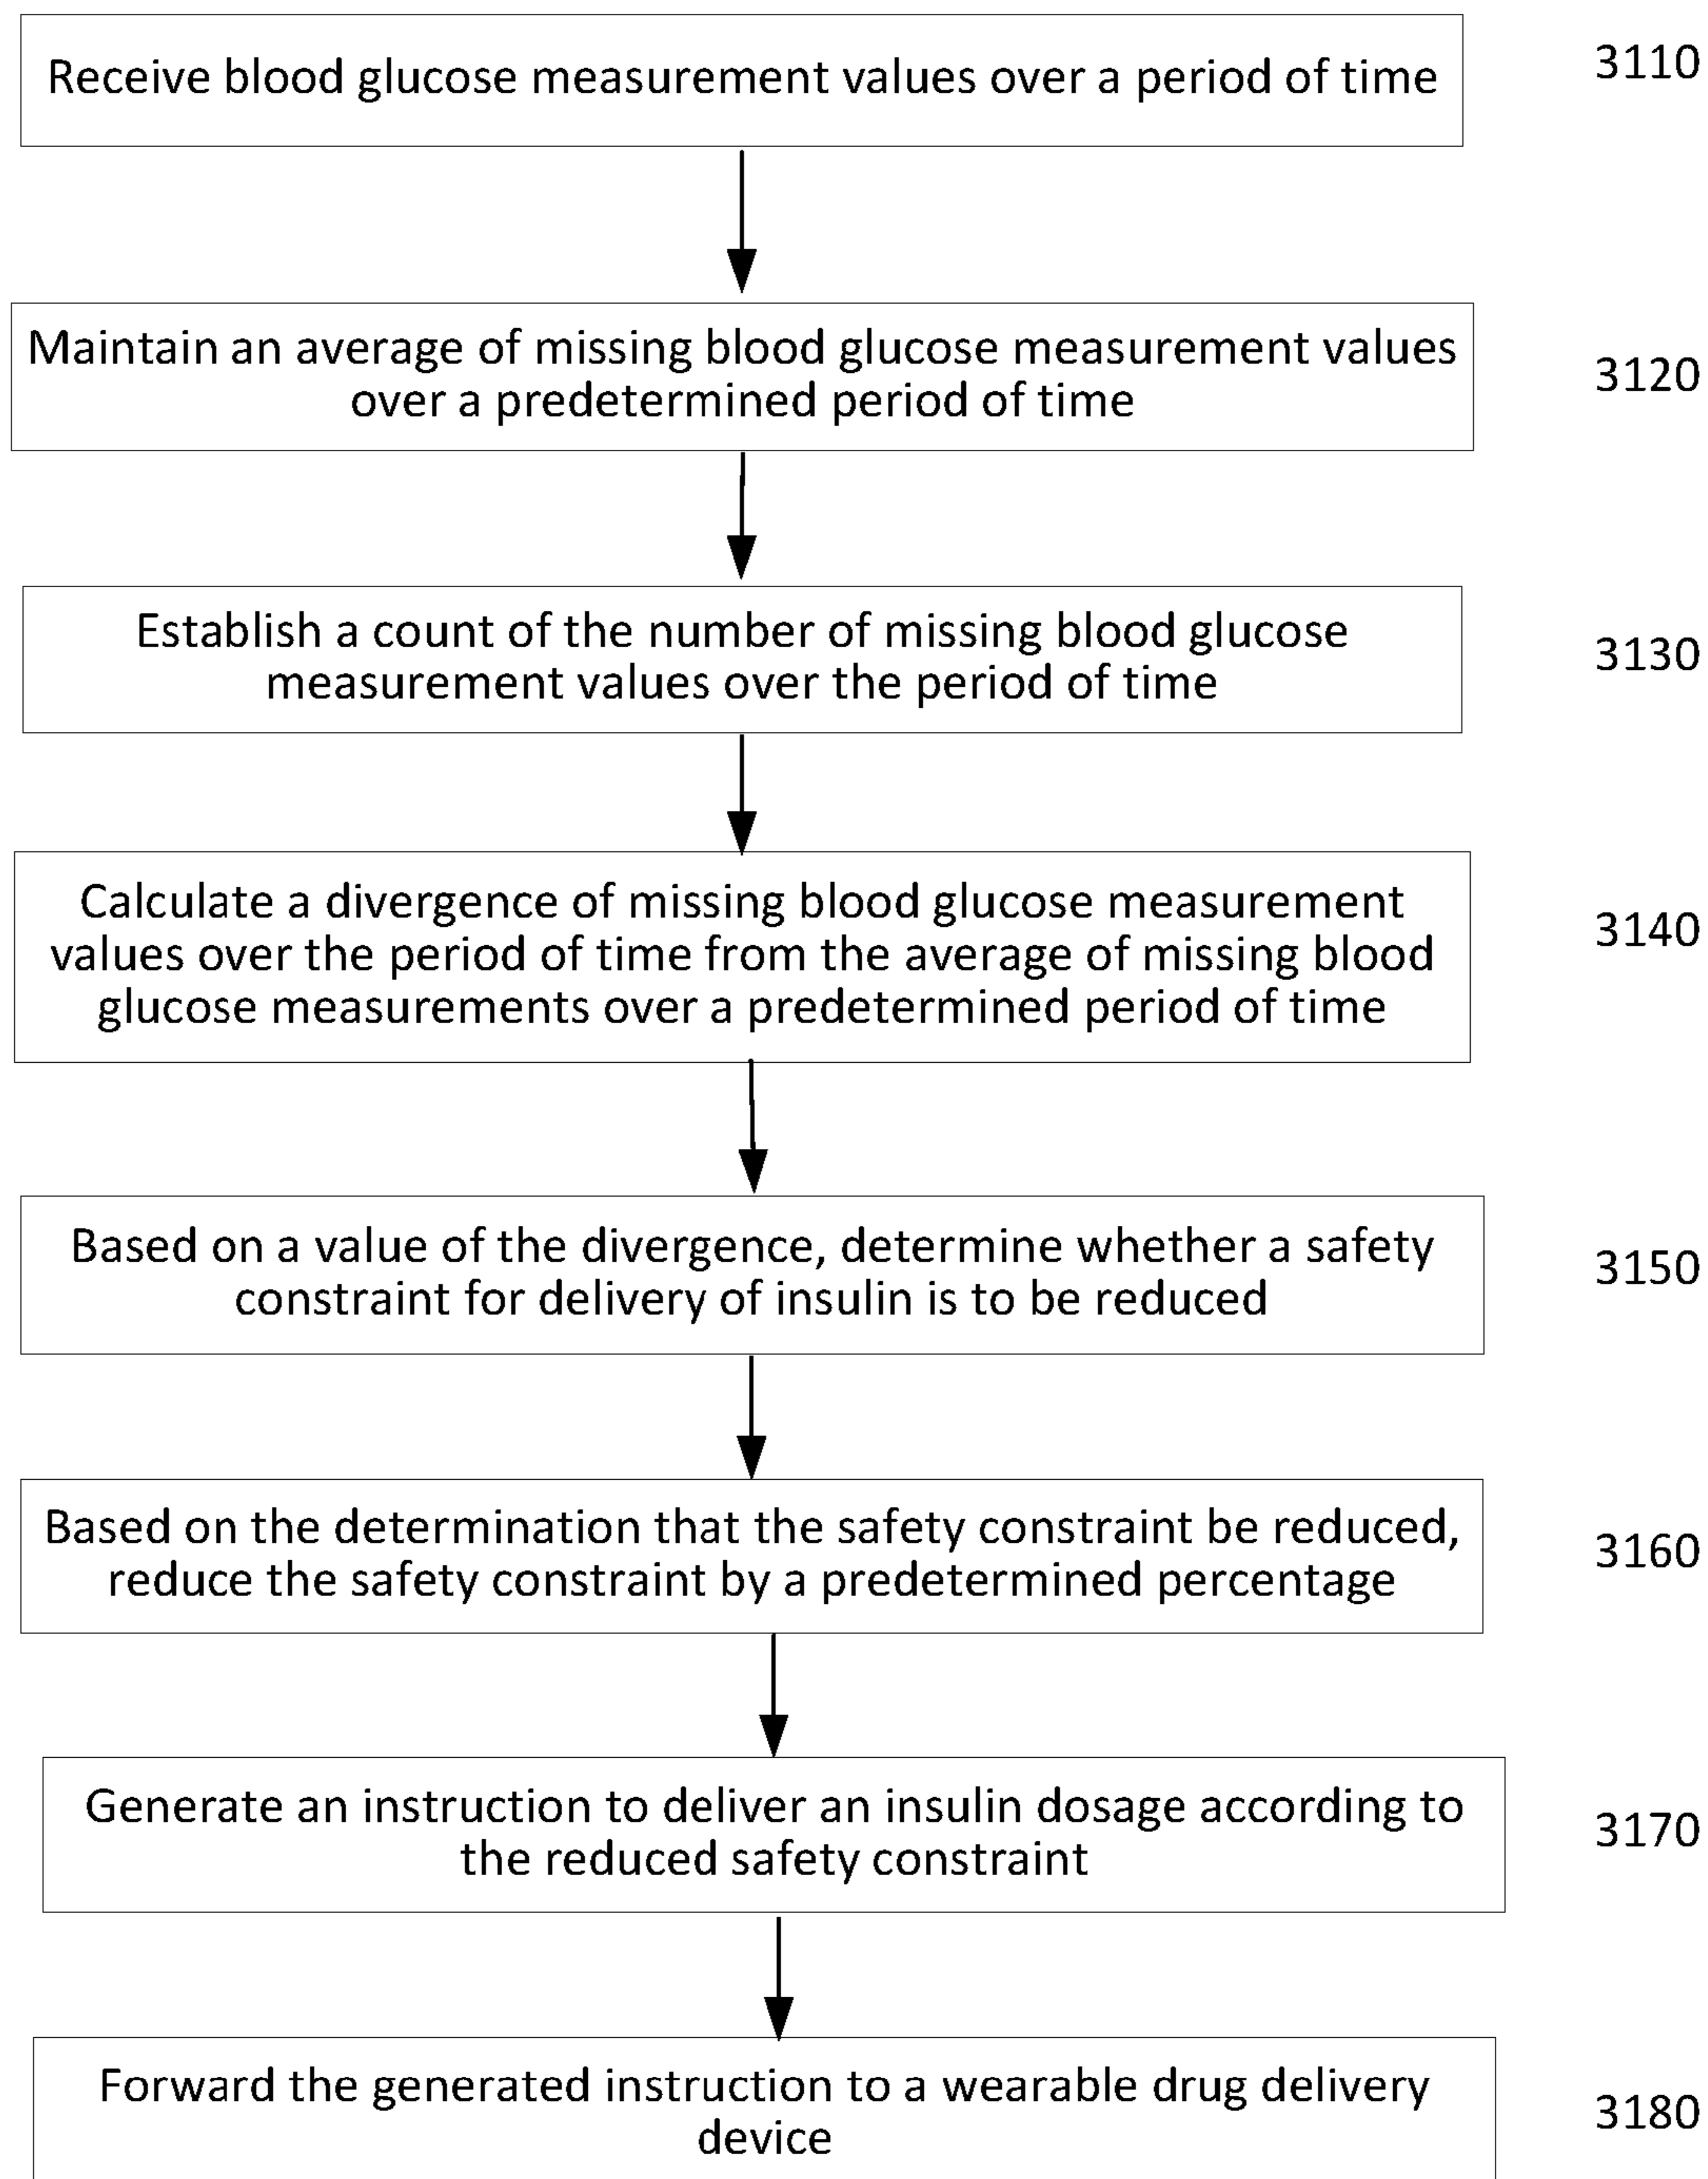 Receive blood glucose measurement values over a period of time
3110
Maintain an average of missing blood glucose measurement values
over a predetermined period of time
3120
Establish a count of the number of missing blood glucose
measurement values over the period of time
3130
Calculate a divergence of missing blood glucose measurement
values over the period of time from the average of missing blood
glucose measurements over a predetermined period of time
3140
Based on a value of the divergence, determine whether a safety
constraint for delivery of insulin is to be reduced
3150
Based on the determination that the safety constraint be reduced,
reduce the safety constraint by a predetermined percentage
3160
Generate an instruction to deliver an insulin dosage according to
the reduced safety constraint
3170
Forward the generated instruction to a wearable drug delivery
device
3180